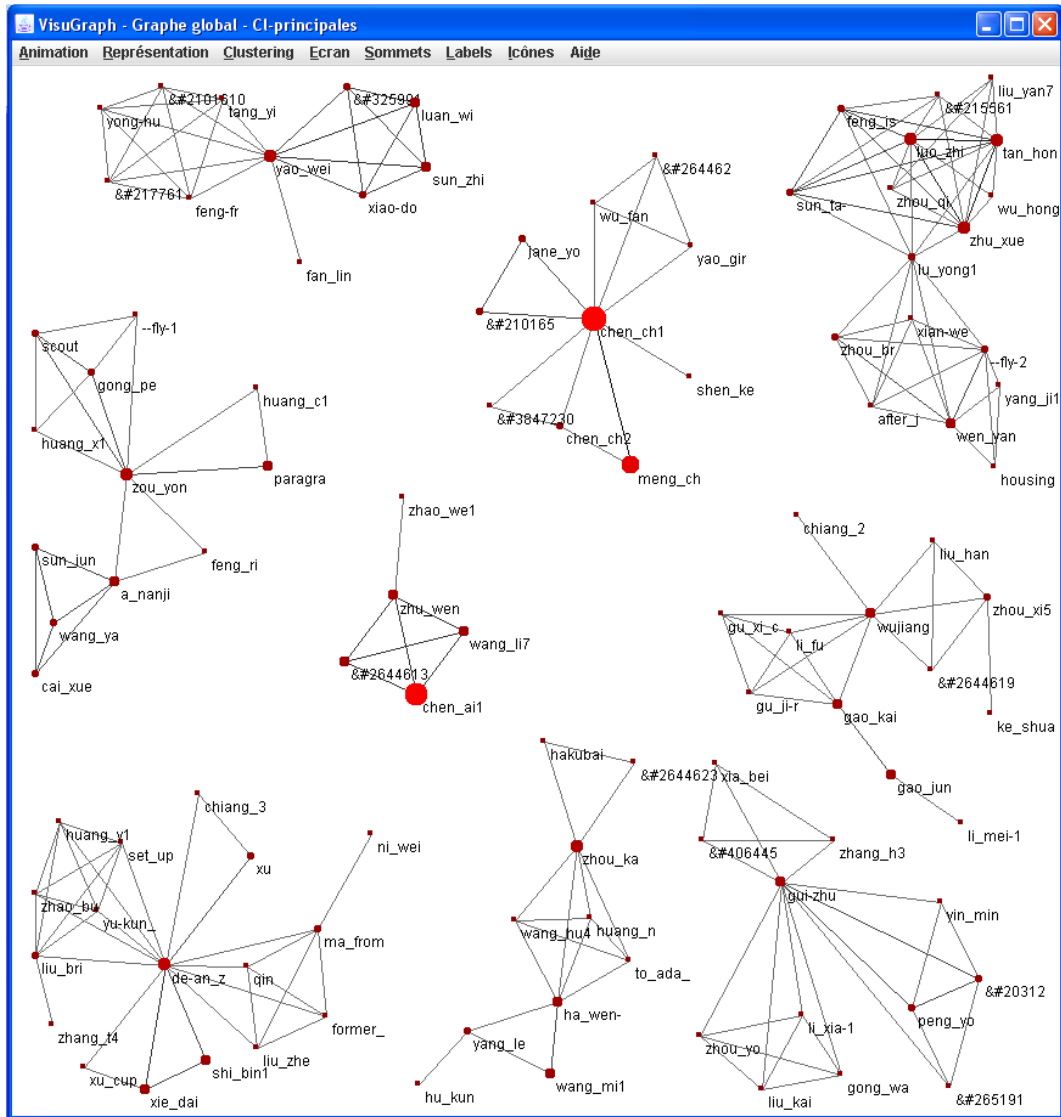 VisuGraph - Graphe global - CI-principales
Animation Représentation Clustering Ecran Sommets Labels Icônes Aide
liu_yan7
&#2101610
&#325991
&#215561
tang_yi
luan_wi
yong-hu
feng_is
luo_zhi
tan_hon
&#264462
yao_wei
sun_zhi
&#217761
zhou_qi
sun_ta-
feng-fr
xiao-do
wu_fan
wu_hong
zhu_xue
jane_yo
yao_gir
fan_lin
lu_yong1
--fly-1
&#210165
chen_ch1
xian-we
scout
zhou_br
--fly-2
gong_pe
shen_ke
yang_ji1
huang_c1
&#3847230
after_j
huang_x1
chen_ch2
wen_yan
zou_yon
paragra
meng_ch
housing
zhao_we1
chiang_2
sun_jun
feng_ri
liu_han
a_nanji
zhu_wen
zhou_xi5
wang_ya
wang_li7
gu_xi_c
wujiang
li_fu
&#2644613
&#2644619
cai_xue
chen_ai1
gu_ji-r
gao_kai
ke_shua
hakubai
&#2644623
xia_bei
gao_jun
chiang_3
huang_y1
ni_wei
li_mei-1
set_up
&#406445
zhang_h3
xu
zhou_ka
gui-zhu
zhao_bu
yu-kun_
yin_min
ma_from
wang_hu4
huang_n
liu_bri
de-an_z
qin
to_ada_
&#20312
ha_wen-
peng_yo
zhang_t4
former_
li_xia-1
liu_zhe
yang_le
zhou_yo
xu_cup
shi_bin1
xie_dai
hu_kun
wang_mi1
liu_kai
gong_wa
&#265191